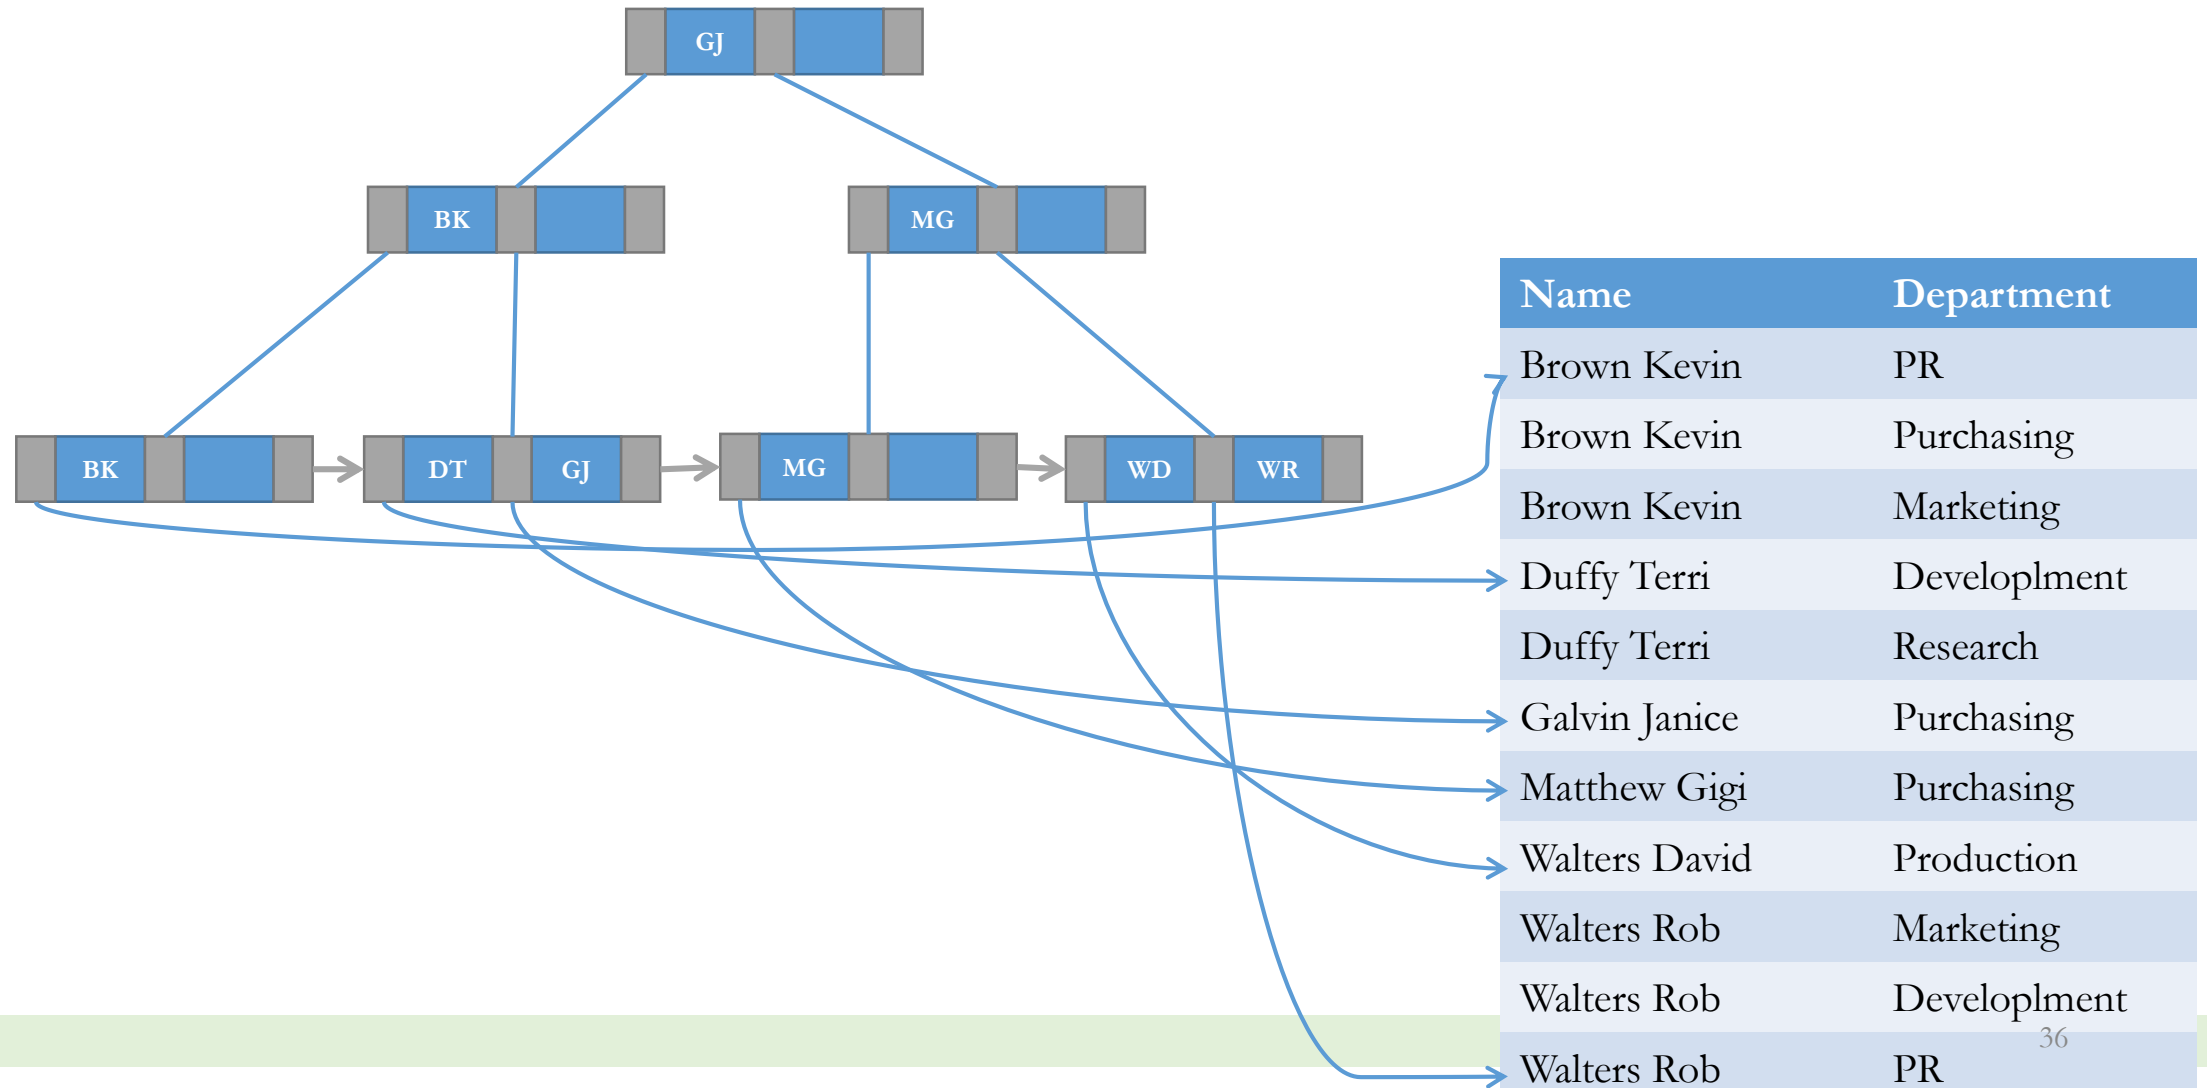 GJ
BK MG
BK DT GJ MG WD WR
Name Department
Brown Kevin PR
Brown Kevin Purchasing
Brown Kevin Marketing
Duffy Terri Developlment
Duffy Terri Research
Galvin Janice Purchasing
Matthew Gigi Purchasing
Walters David Production
Walters Rob Marketing
Walters Rob Developlment
36
Walters Rob PR